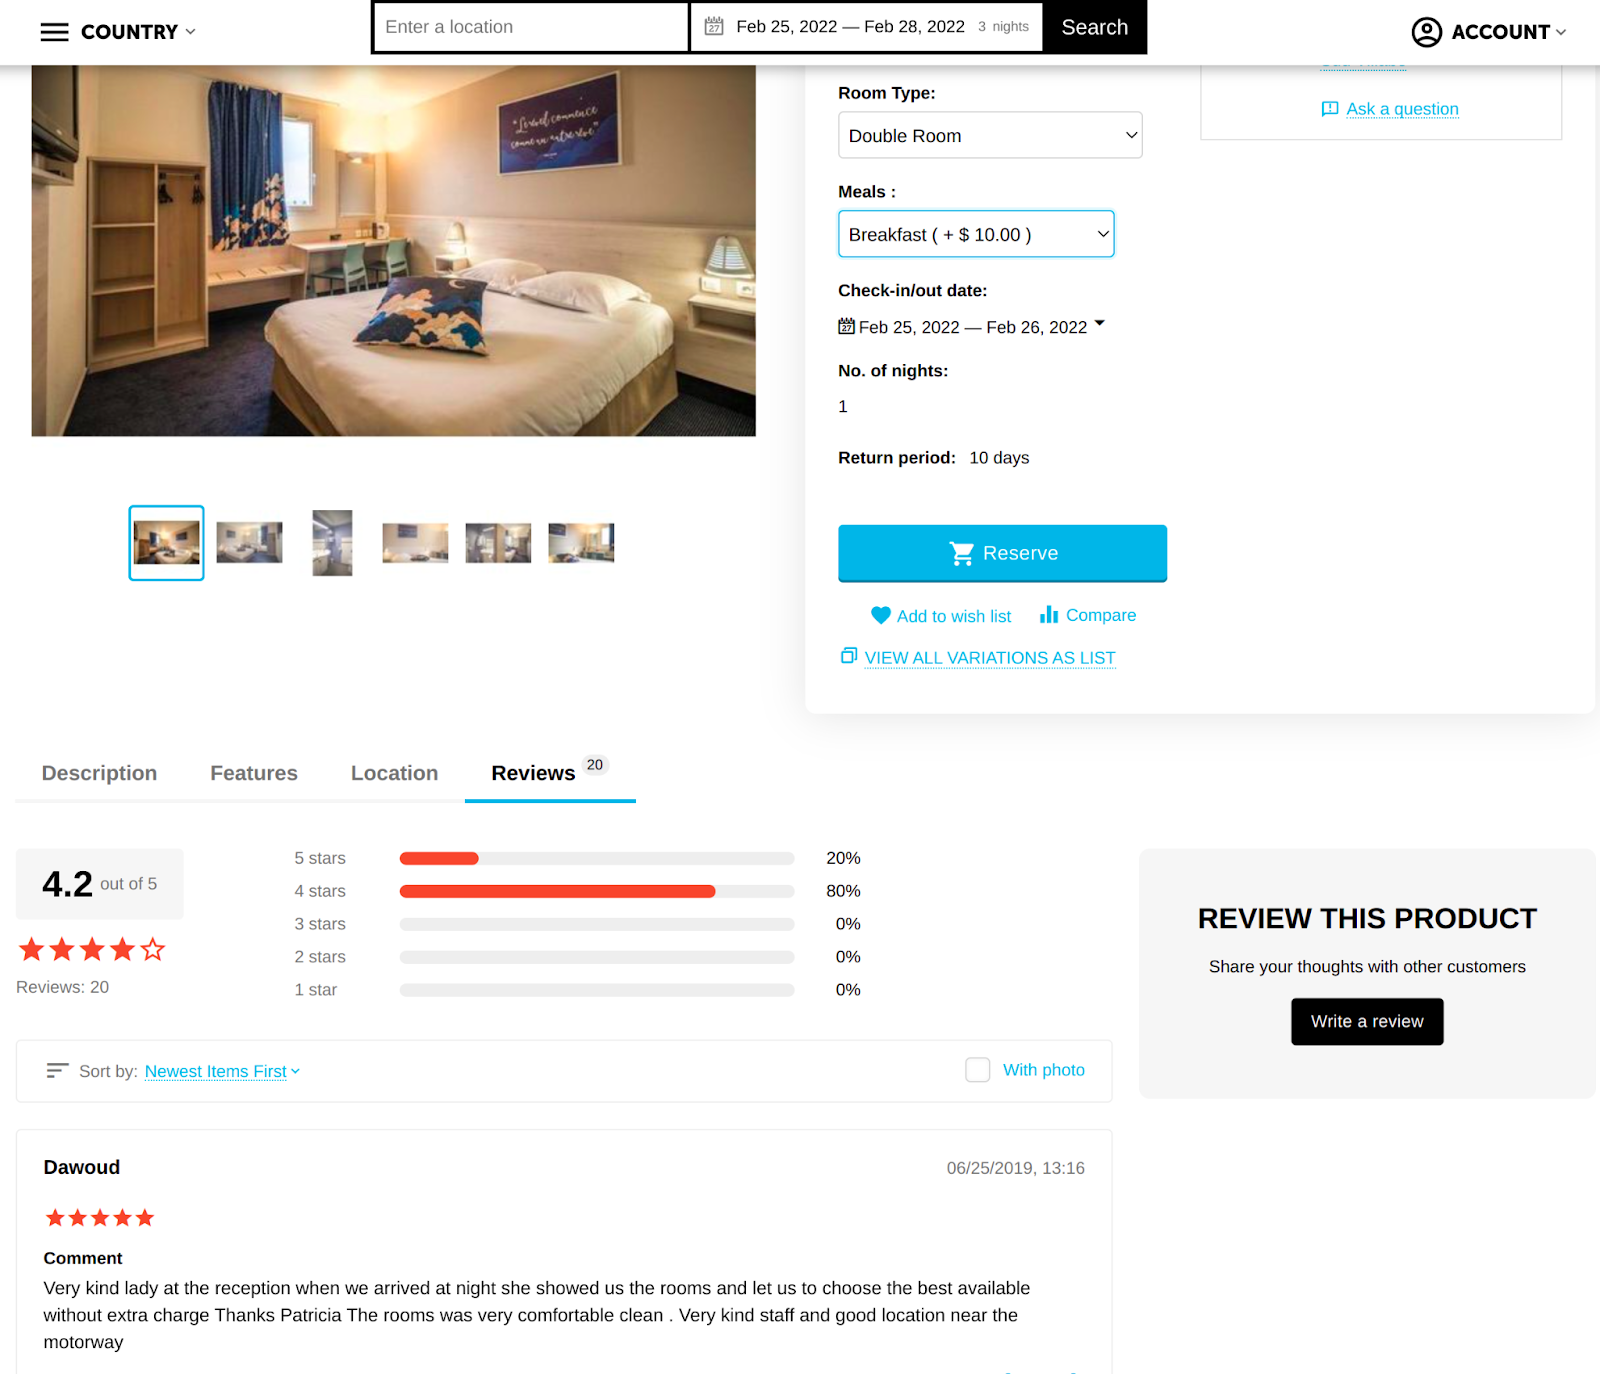 COUNTRY
Enter a location
27 Feb 25, 2022 — Feb 28, 2022 3 nights
Search
ACCOUNT
Room Type:
Ask a question
Double Room
Meals :
Breakfast ( + $ 10.00 )
Check-in/out date:
27 Feb 25, 2022 — Feb 26, 2022
No. of nights:
1
Return period: 10 days
Reserve
Add to wish list Compare
VIEW ALL VARIATIONS AS LIST
Description Features Location Reviews 20
4.2 out of 5
Reviews: 20
5 stars 20%
4 stars 80%
3 stars 0%
2 stars 0%
1 star 0%
REVIEW THIS PRODUCT
Share your thoughts with other customers
Write a review
Sort by: Newest Items First
With photo
Dawoud 06/25/2019, 13:16
Comment
Very kind lady at the reception when we arrived at night she showed us the rooms and let us to choose the best available
without extra charge Thanks Patricia The rooms was very comfortable clean . Very kind staff and good location near the
motorway